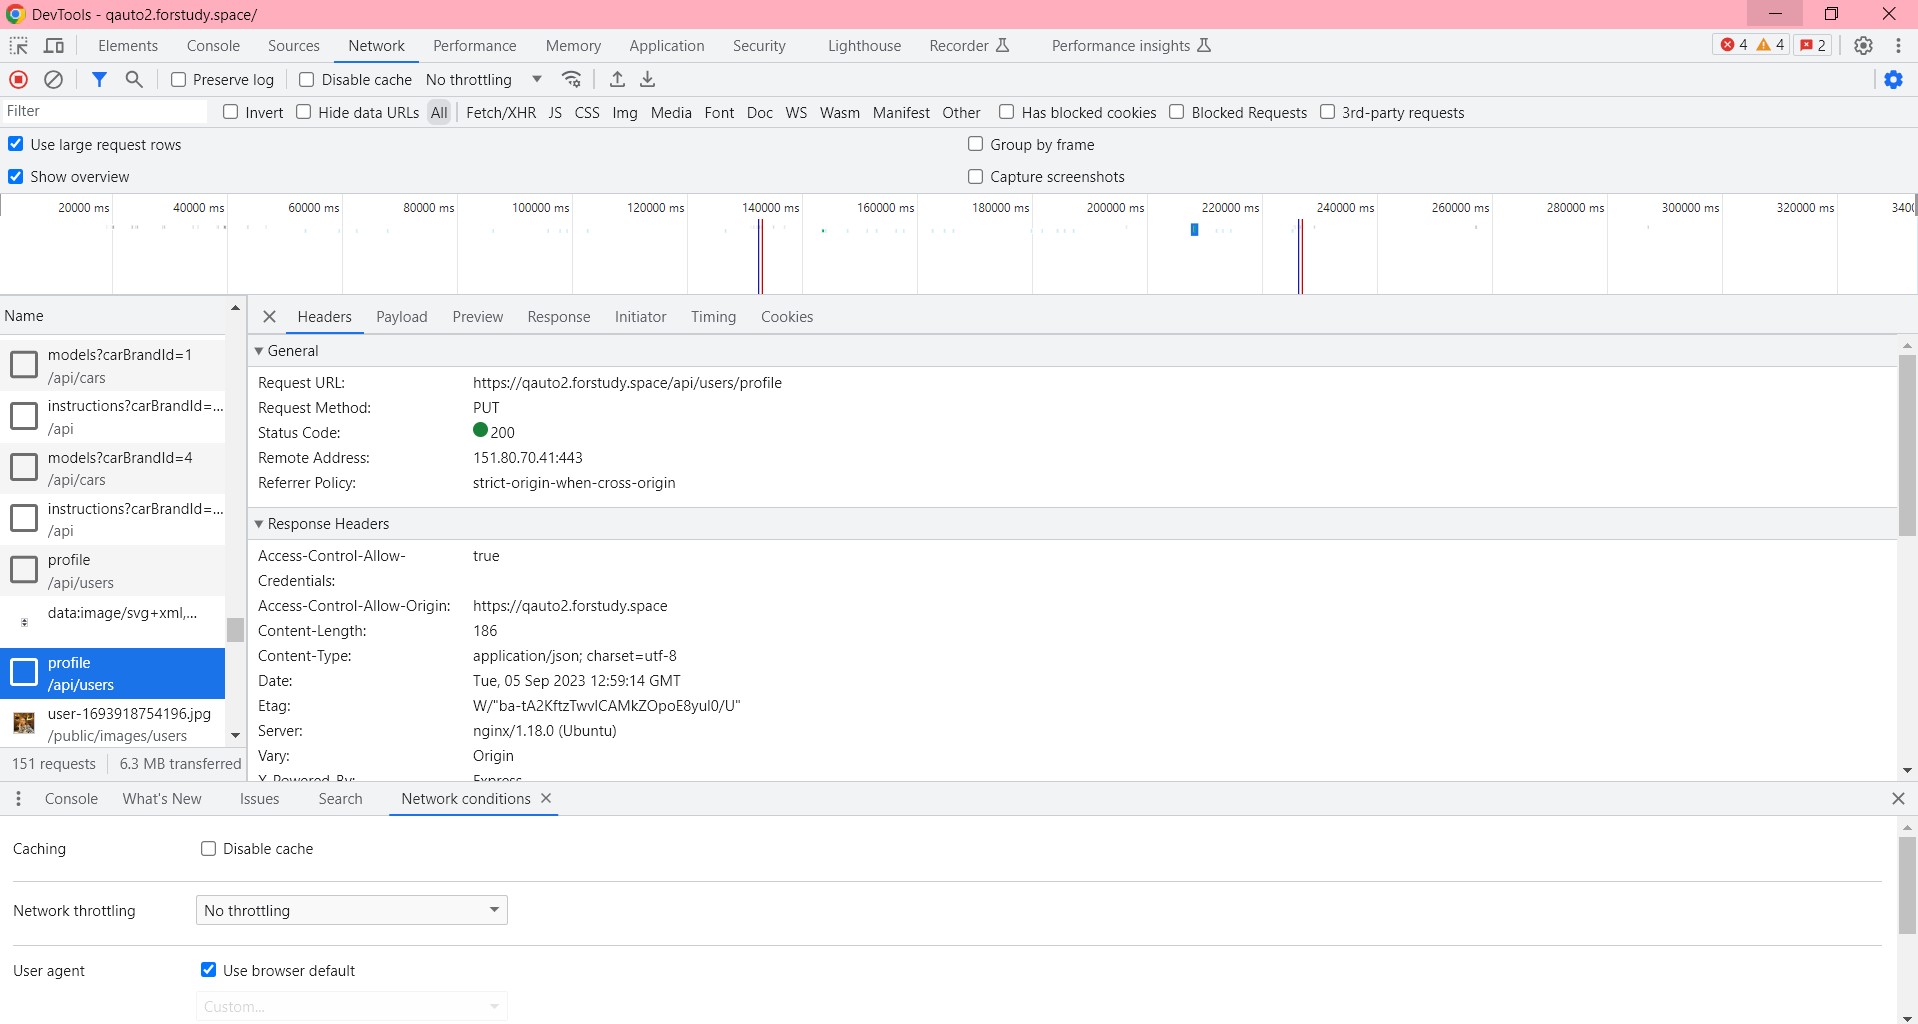 DevTools - qauto2.forstudy.space/
Elements Console Sources Network Performance Memory Application Security Lighthouse Recorder Performance insights 4 4 2
Preserve log Disable cache No throttling
Filter Invert Hide data URLs All Fetch/XHR JS CSS Img Media Font Doc WS Wasm Manifest Other Has blocked cookies Blocked Requests 3rd-party requests
Use large request rows Group by frame
Show overview Capture screenshots
20000 ms 40000 ms 60000 ms 80000 ms 100000 ms 120000 ms 140000 ms 160000 ms 180000 ms 200000 ms 220000 ms 240000 ms 260000 ms 280000 ms 300000 ms 320000 ms 340(
Name
models?carBrandId=1
/api/cars
instructions?carBrandId=...
/api
models?carBrandId=4
/api/cars
instructions?carBrandId=...
/api
profile
/api/users
data:image/svg+xml,...
profile
/api/users
user-1693918754196.jpg
/public/images/users
151 requests 6.3 MB transferred
Headers Payload Preview Response Initiator Timing Cookies
General
Request URL: https://qauto2.forstudy.space/api/users/profile
Request Method: PUT
Status Code: 200
Remote Address: 151.80.70.41:443
Referrer Policy: strict-origin-when-cross-origin
Response Headers
Access-Control-Allow- true
Credentials:
Access-Control-Allow-Origin: https://qauto2.forstudy.space
Content-Length: 186
Content-Type: application/json; charset=utf-8
Date: Tue, 05 Sep 2023 12:59:14 GMT
Etag:
Server: nginx/1.18.0 (Ubuntu)
Vary: Origin
X-Powered-By: Express
Console What's New Issues Search Network conditions
Caching Disable cache
Network throttling No throttling
User agent Use browser default
Custom...